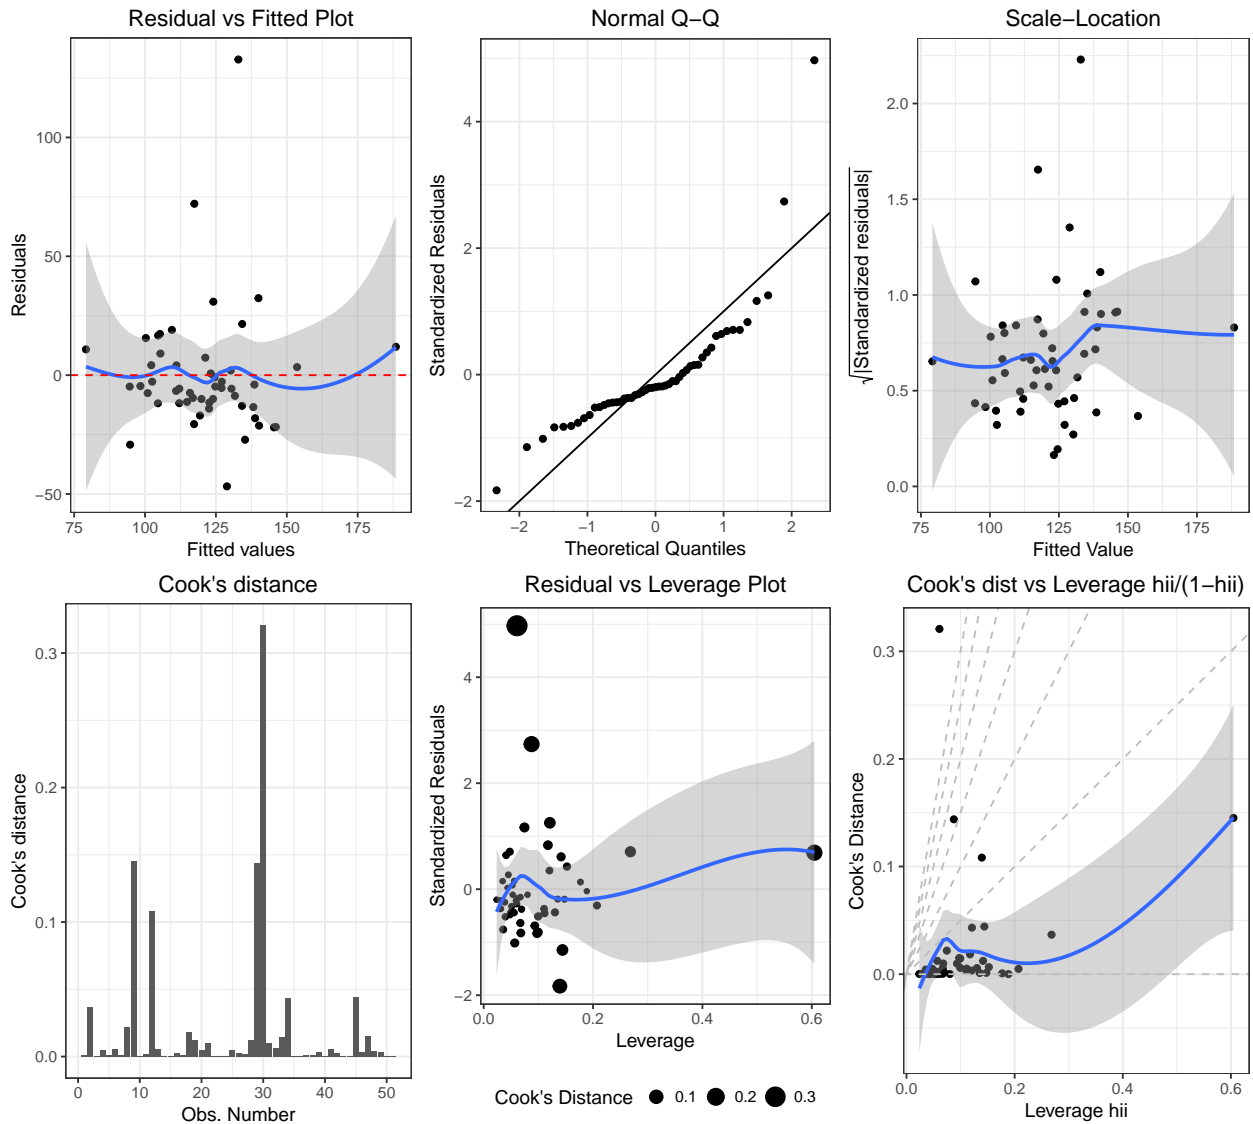 Residual vs Fitted Plot
Residuals
100
50
0
−50
75 100 125 150 175
Fitted values
Normal Q−Q
Standardized Residuals
4
2
0
−2
−2 −1 0 1 2
Theoretical Quantiles
Scale−Location
√|Standardized residuals|
2.0
1.5
1.0
0.5
0.0
75 100 125 150 175
Fitted Value
Cook's distance
Cook's distance
0.3
0.2
0.1
0.0
0 10 20 30 40 50
Obs. Number
Residual vs Leverage Plot
Standardized Residuals
4
2
0
−2
0.0 0.2 0.4 0.6
Leverage
Cook's Distance 0.1 0.2 0.3
Cook's dist vs Leverage hii/(1−hii)
Cook's Distance
0.3
0.2
0.1
0.0
0.0 0.2 0.4 0.6
Leverage hii